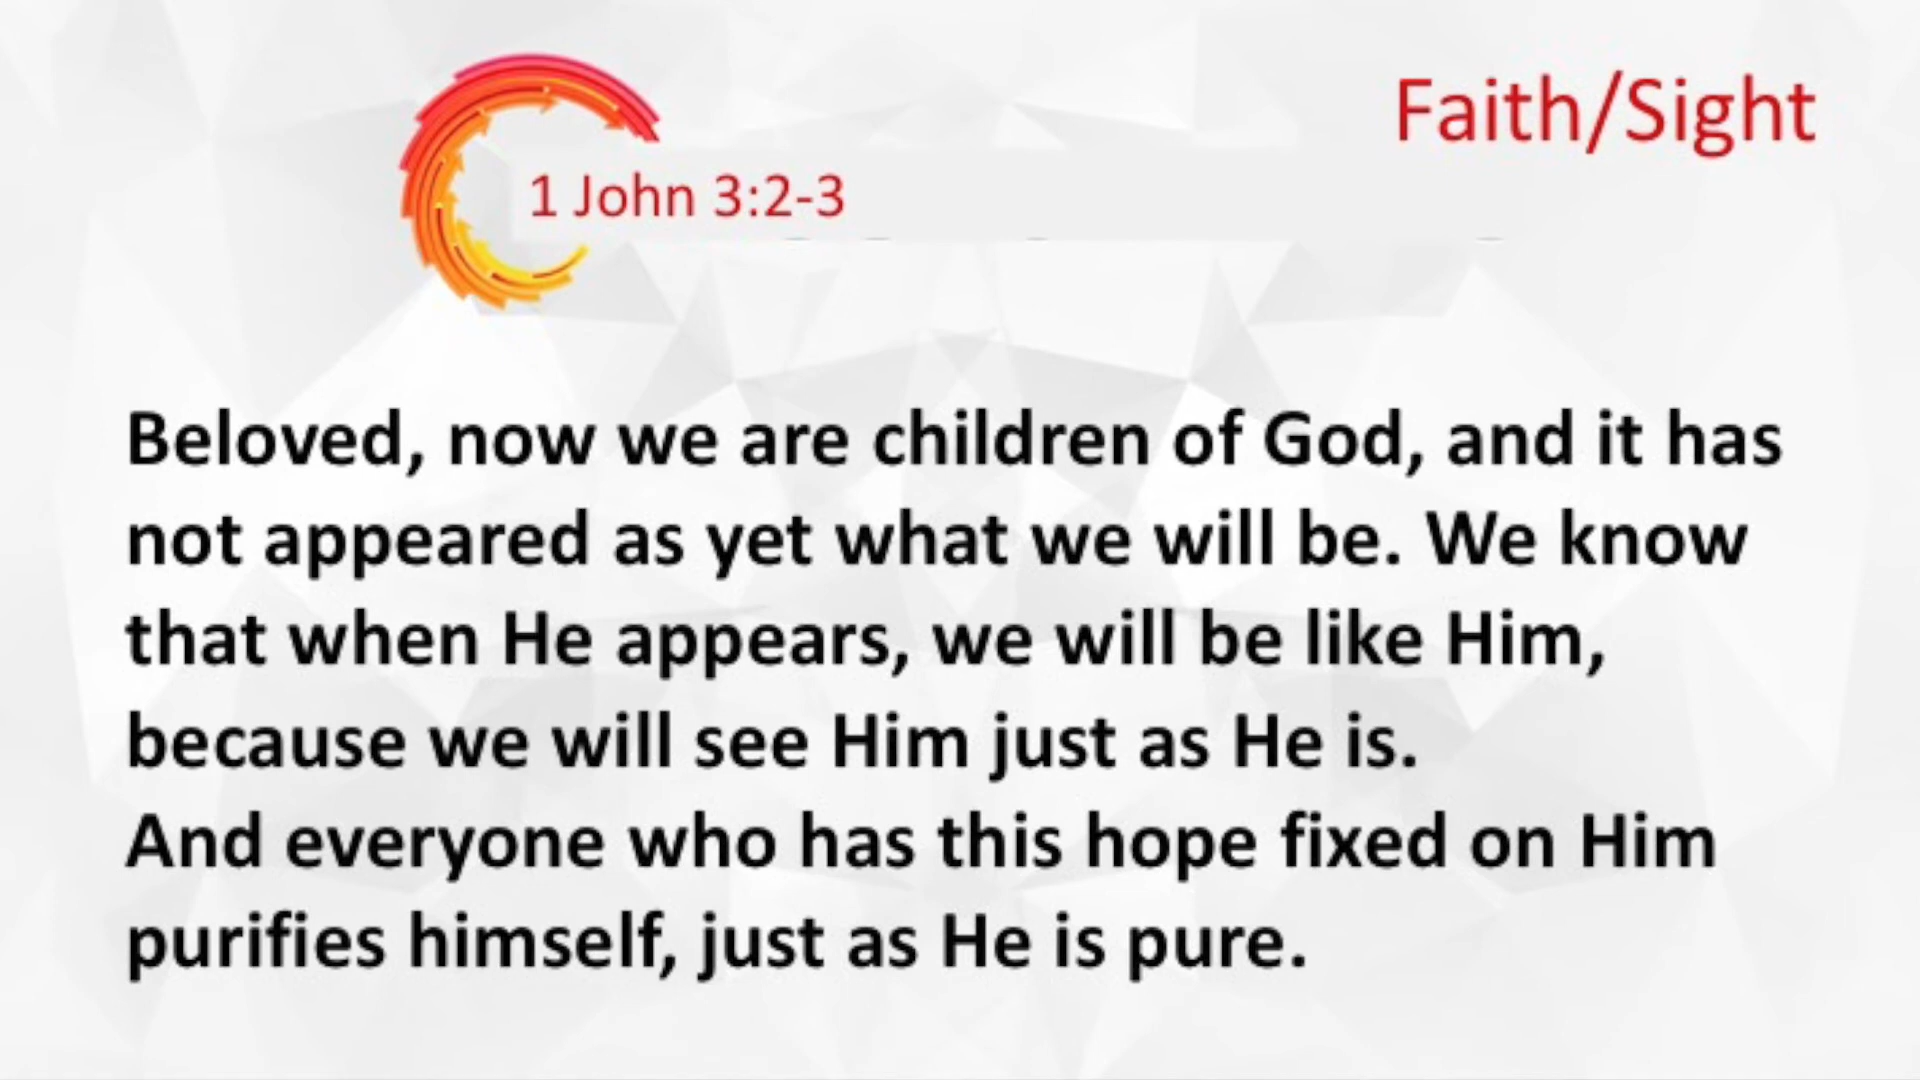 Faith/Sight
1 John 3:2-3
Beloved, now we are children of God, and it has
not appeared as yet what we will be. We know
that when He appears, we will be like Him,
because we will see Him just as He is.
And everyone who has this hope fixed on Him
purifies himself, just as He is pure.